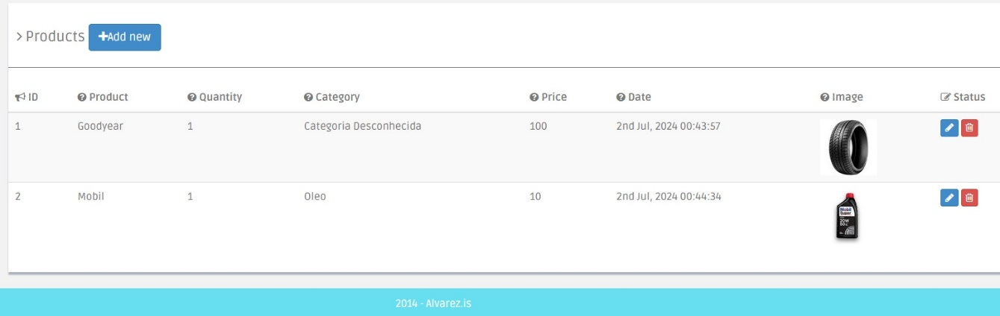 Products Add new
ID Product Quantity Category Price Date Image Status
1 Goodyear 1 Categoria Desconhecida 100 2nd Jul, 2024 00:43:57
2 Mobil 1 Oleo 10 2nd Jul, 2024 00:44:34
Mobil
Super
20W
2014 - Alvarez.is